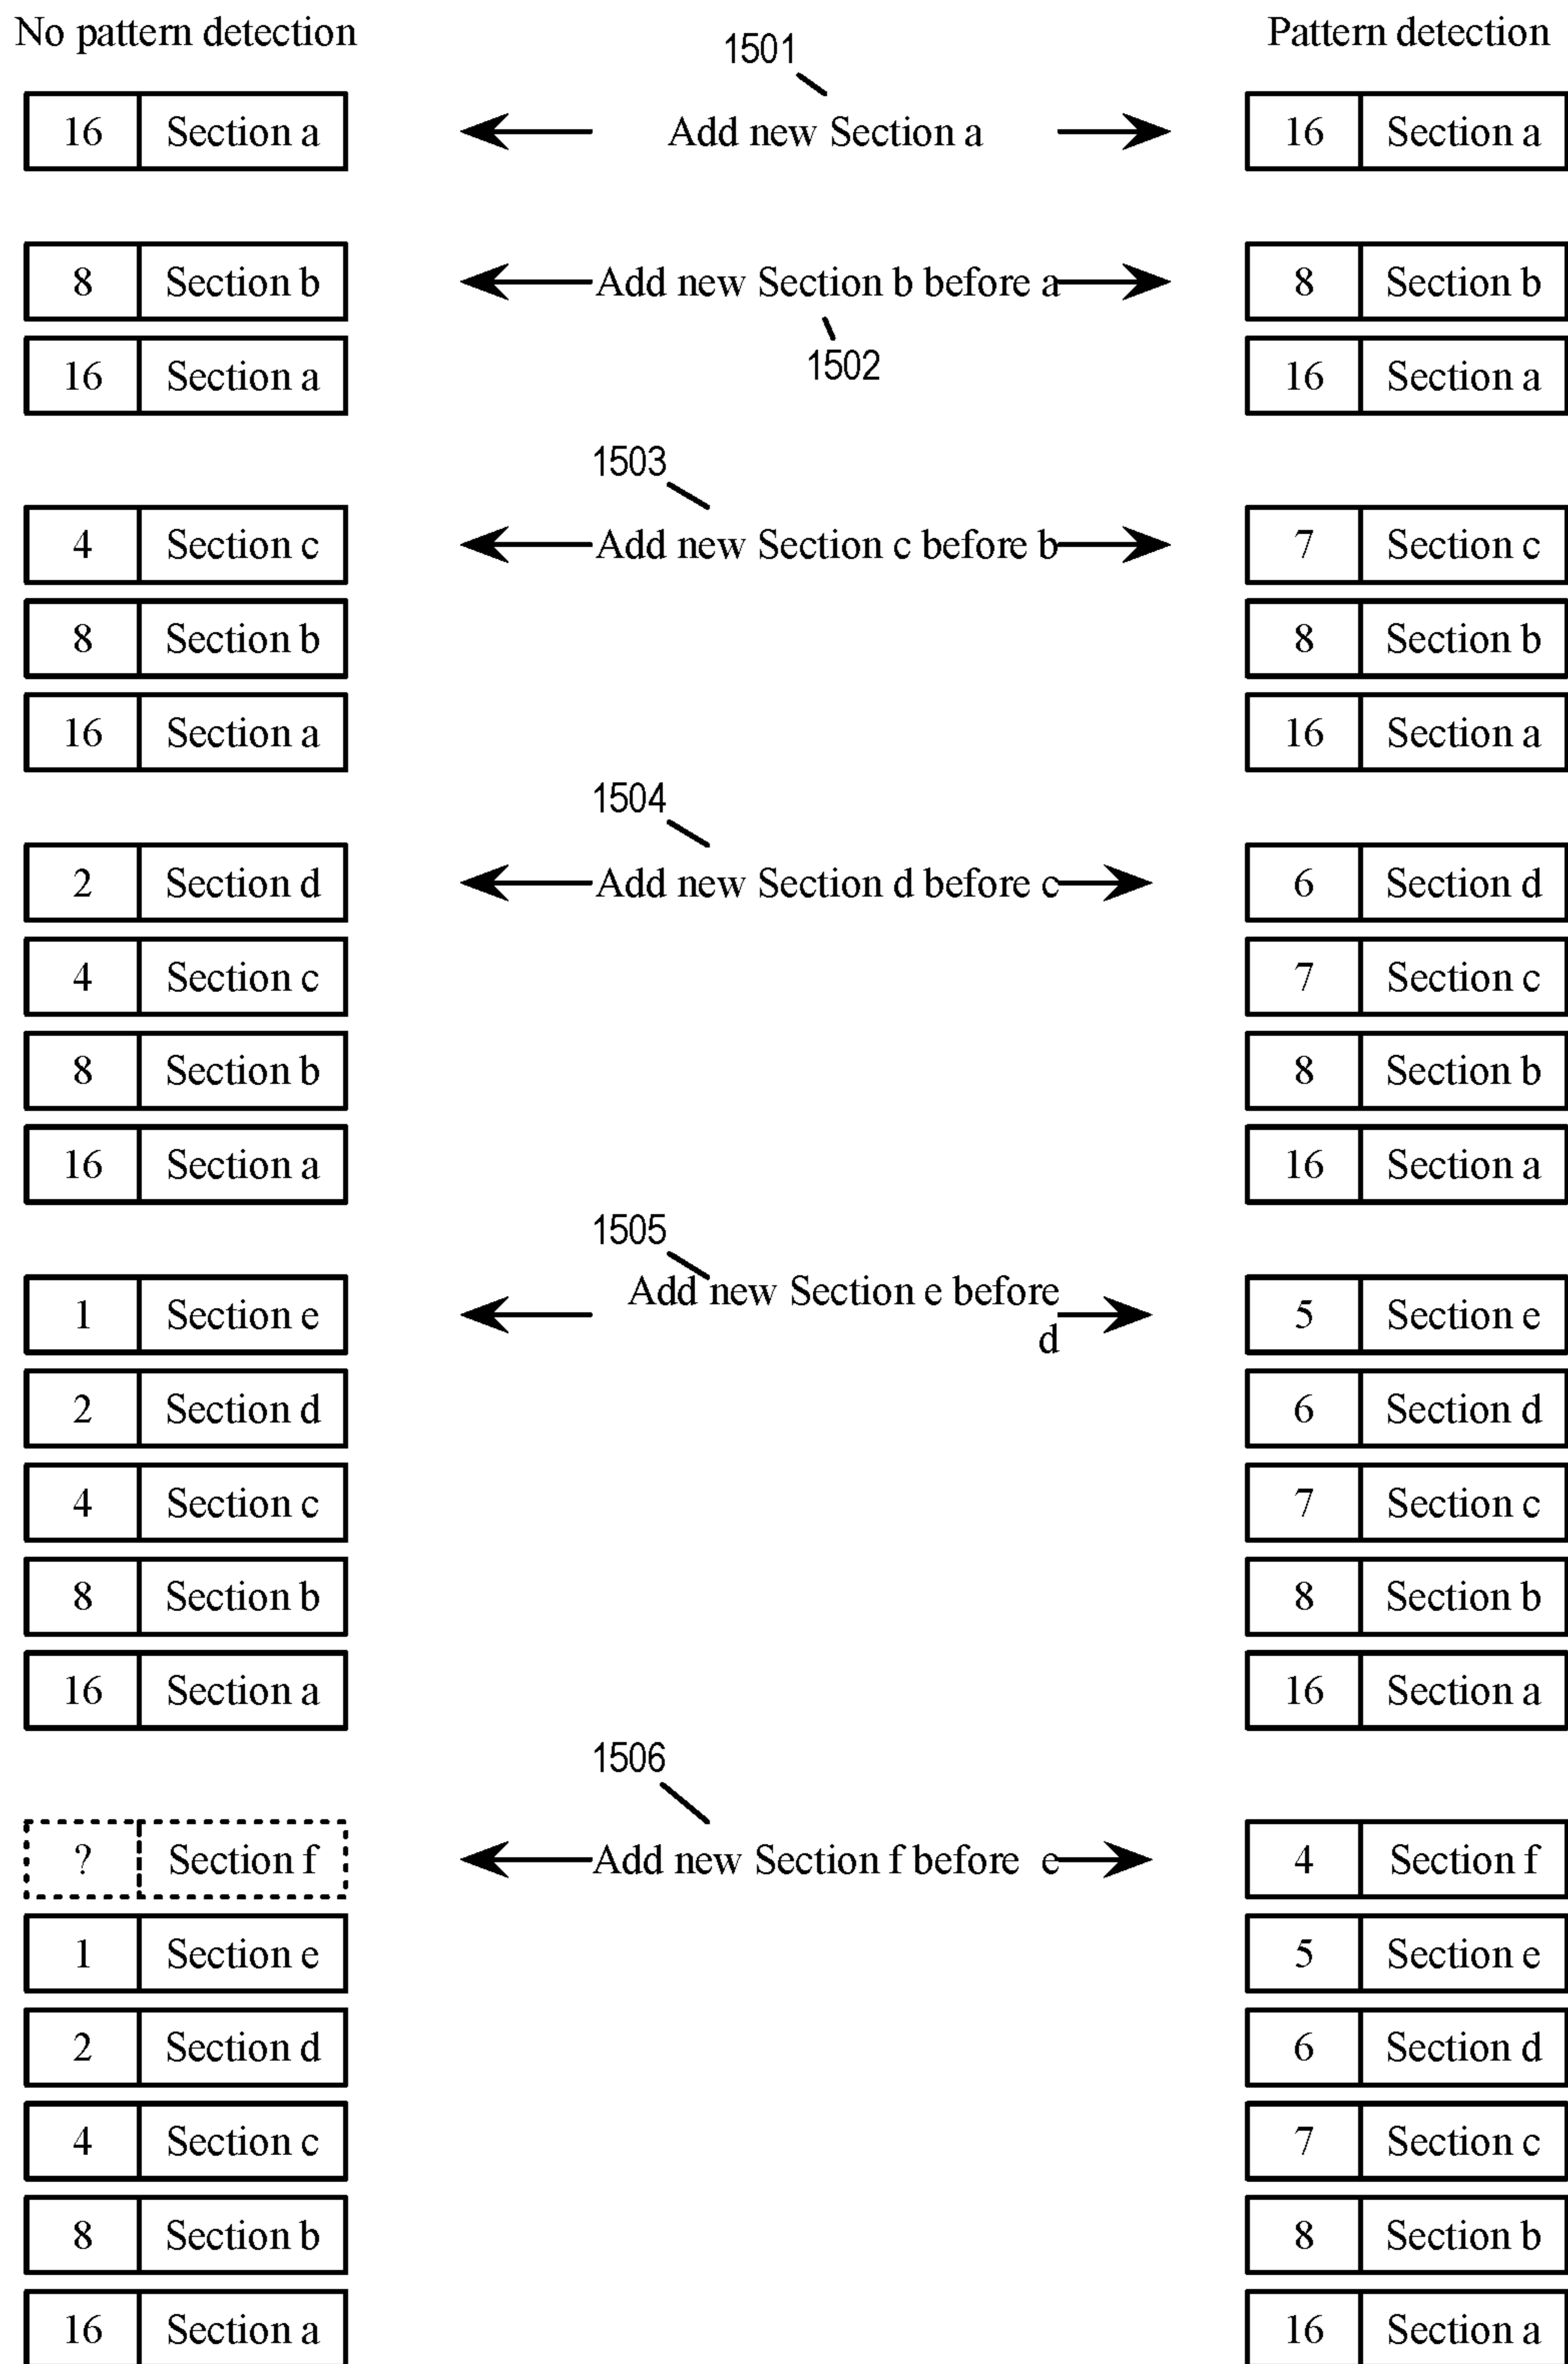 No pattern detection
Pattern detection
1501
16 Section a
Add new Section a
16 Section a
8 Section b
Add new Section b before a
8 Section b
1502
16 Section a
16 Section a
1503
4 Section c
Add new Section c before b
7 Section c
8 Section b
8 Section b
16 Section a
16 Section a
1504
2 Section d
Add new Section d before c
6 Section d
4 Section c
7 Section c
8 Section b
8 Section b
16 Section a
16 Section a
1505
1 Section e
Add new Section e before
d
5 Section e
2 Section d
6 Section d
4 Section c
7 Section c
8 Section b
8 Section b
16 Section a
16 Section a
1506
? Section f
Add new Section f before e
4 Section f
1 Section e
5 Section e
2 Section d
6 Section d
4 Section c
7 Section c
8 Section b
8 Section b
16 Section a
16 Section a